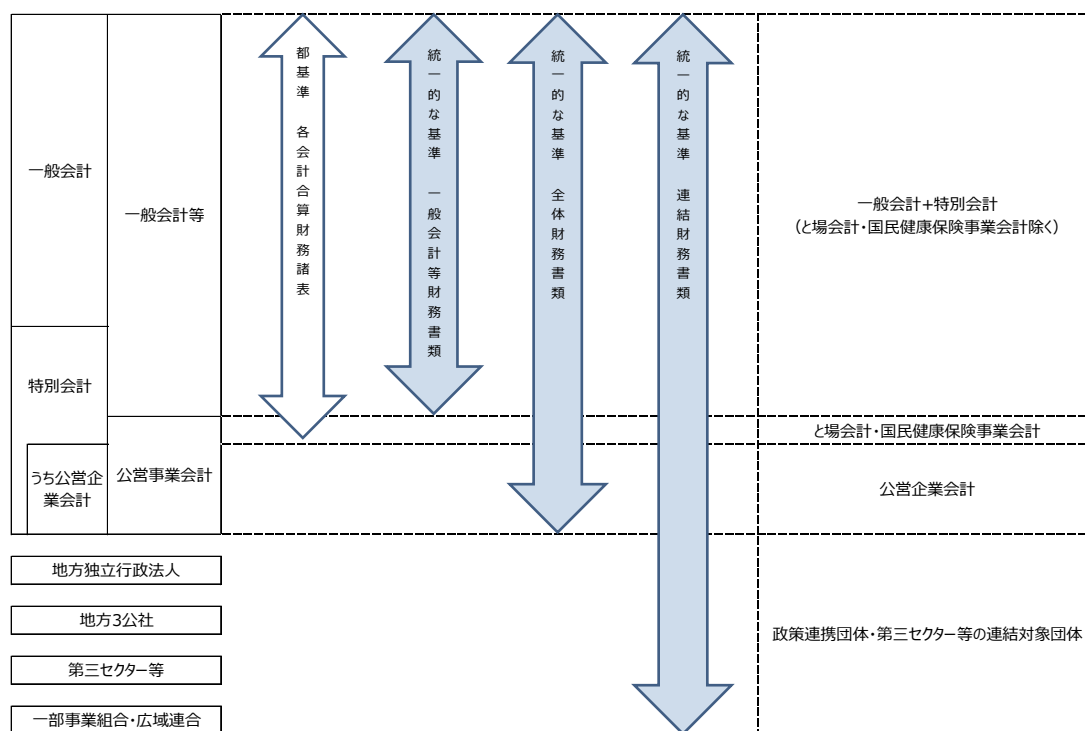 一般会計
特別会計
うち公営企
業会計
一般会計等
公営事業会計
都基準 各会計合算財務諸表
統一的な基準 一般会計等財務書類
統一的な基準 全体財務書類
統一的な基準 連結財務書類
一般会計+特別会計
(と場会計・国民健康保険事業会計除く)
と場会計・国民健康保険事業会計
公営企業会計
地方独立行政法人
地方3公社
第三セクター等
一部事業組合・広域連合
政策連携団体・第三セクター等の連結対象団体